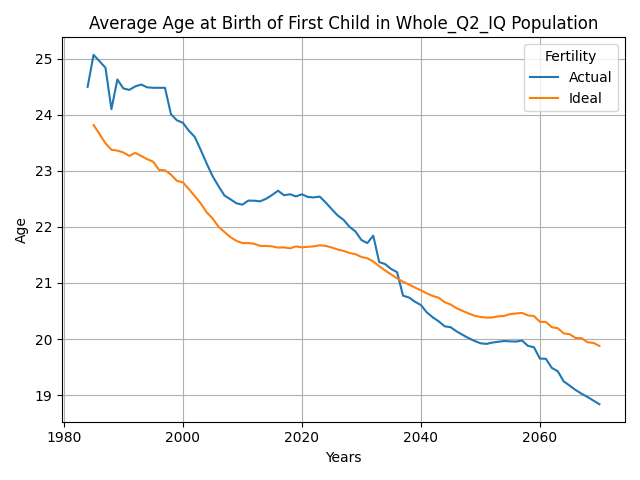 Average Age at Birth of First Child in Whole_Q2_IQ Population
Fertility
Actual
Ideal
Age
25
24
23
22
21
20
19
1980
2000
2020
2040
2060
Years